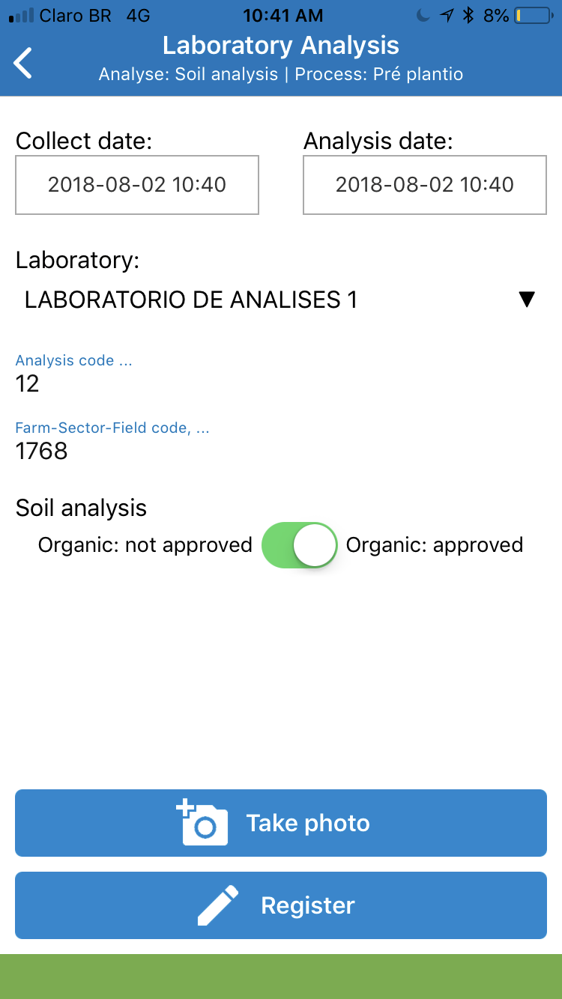 Claro BR 4G 10:41 AM 8%
Laboratory Analysis
Analyse: Soil analysis | Process: Pré plantio
Collect date: Analysis date:
2018-08-02 10:40 2018-08-02 10:40
Laboratory:
LABORATORIO DE ANALISES 1
Analysis code ...
12
Farm-Sector-Field code, ...
1768
Soil analysis
Organic: not approved Organic: approved
Take photo
Register